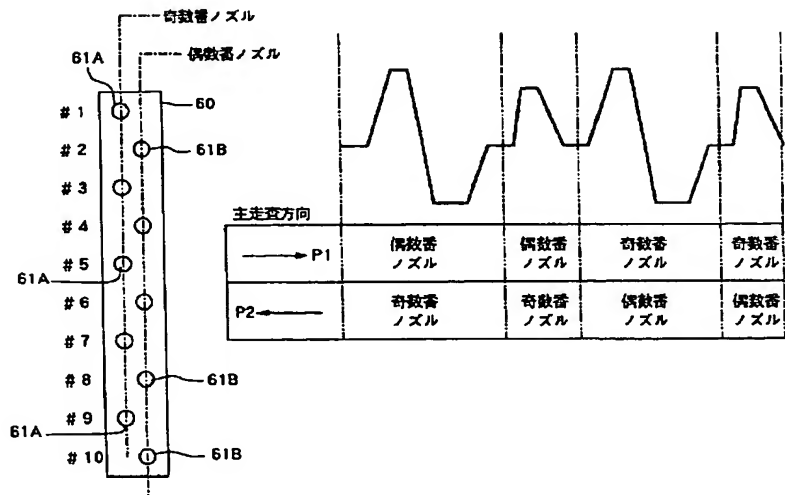 奇数番ノズル
偶数番ノズル
61A
60
# 1
# 2
61B
# 3
# 4
# 5
61A
# 6
# 7
# 8
61B
# 9
61A
# 10
61B
主走査方向
P1
偶数番
ノズル
偶数番
ノズル
奇数番
ノズル
奇数番
ノズル
P2
奇数番
ノズル
奇数番
ノズル
偶数番
ノズル
偶数番
ノズル